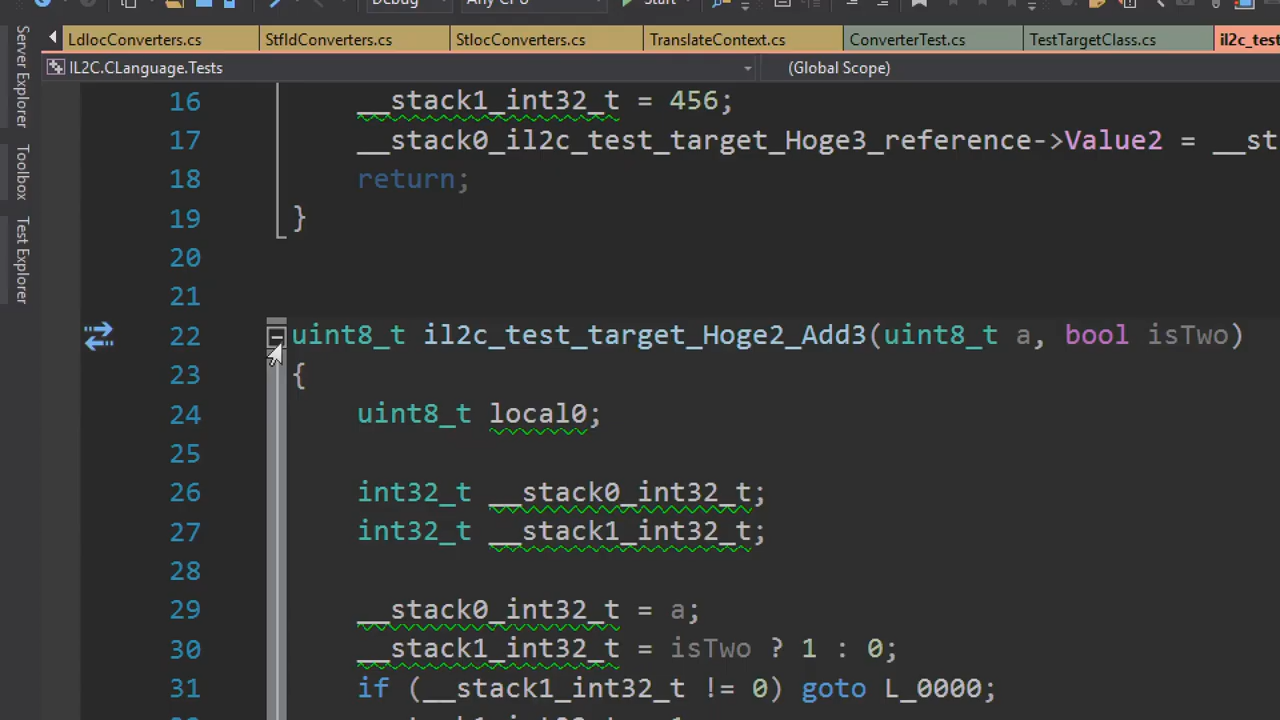 Debug Any CPU Start
LdlocConverters.cs StfldConverters.cs StlocConverters.cs TranslateContext.cs ConverterTest.cs TestTargetClass.cs il2c_test
IL2C.CLanguage.Tests (Global Scope)
Server Explorer
Toolbox
Test Explorer
16 __stack1_int32_t = 456;
17 __stack0_il2c_test_target_Hoge3_reference->Value2 = __st
18 return;
19 }
20
21
22 uint8_t il2c_test_target_Hoge2_Add3(uint8_t a, bool isTwo)
23 {
24 uint8_t local0;
25
26 int32_t __stack0_int32_t;
27 int32_t __stack1_int32_t;
28
29 __stack0_int32_t = a;
30 __stack1_int32_t = isTwo ? 1 : 0;
31 if (__stack1_int32_t != 0) goto L_0000;